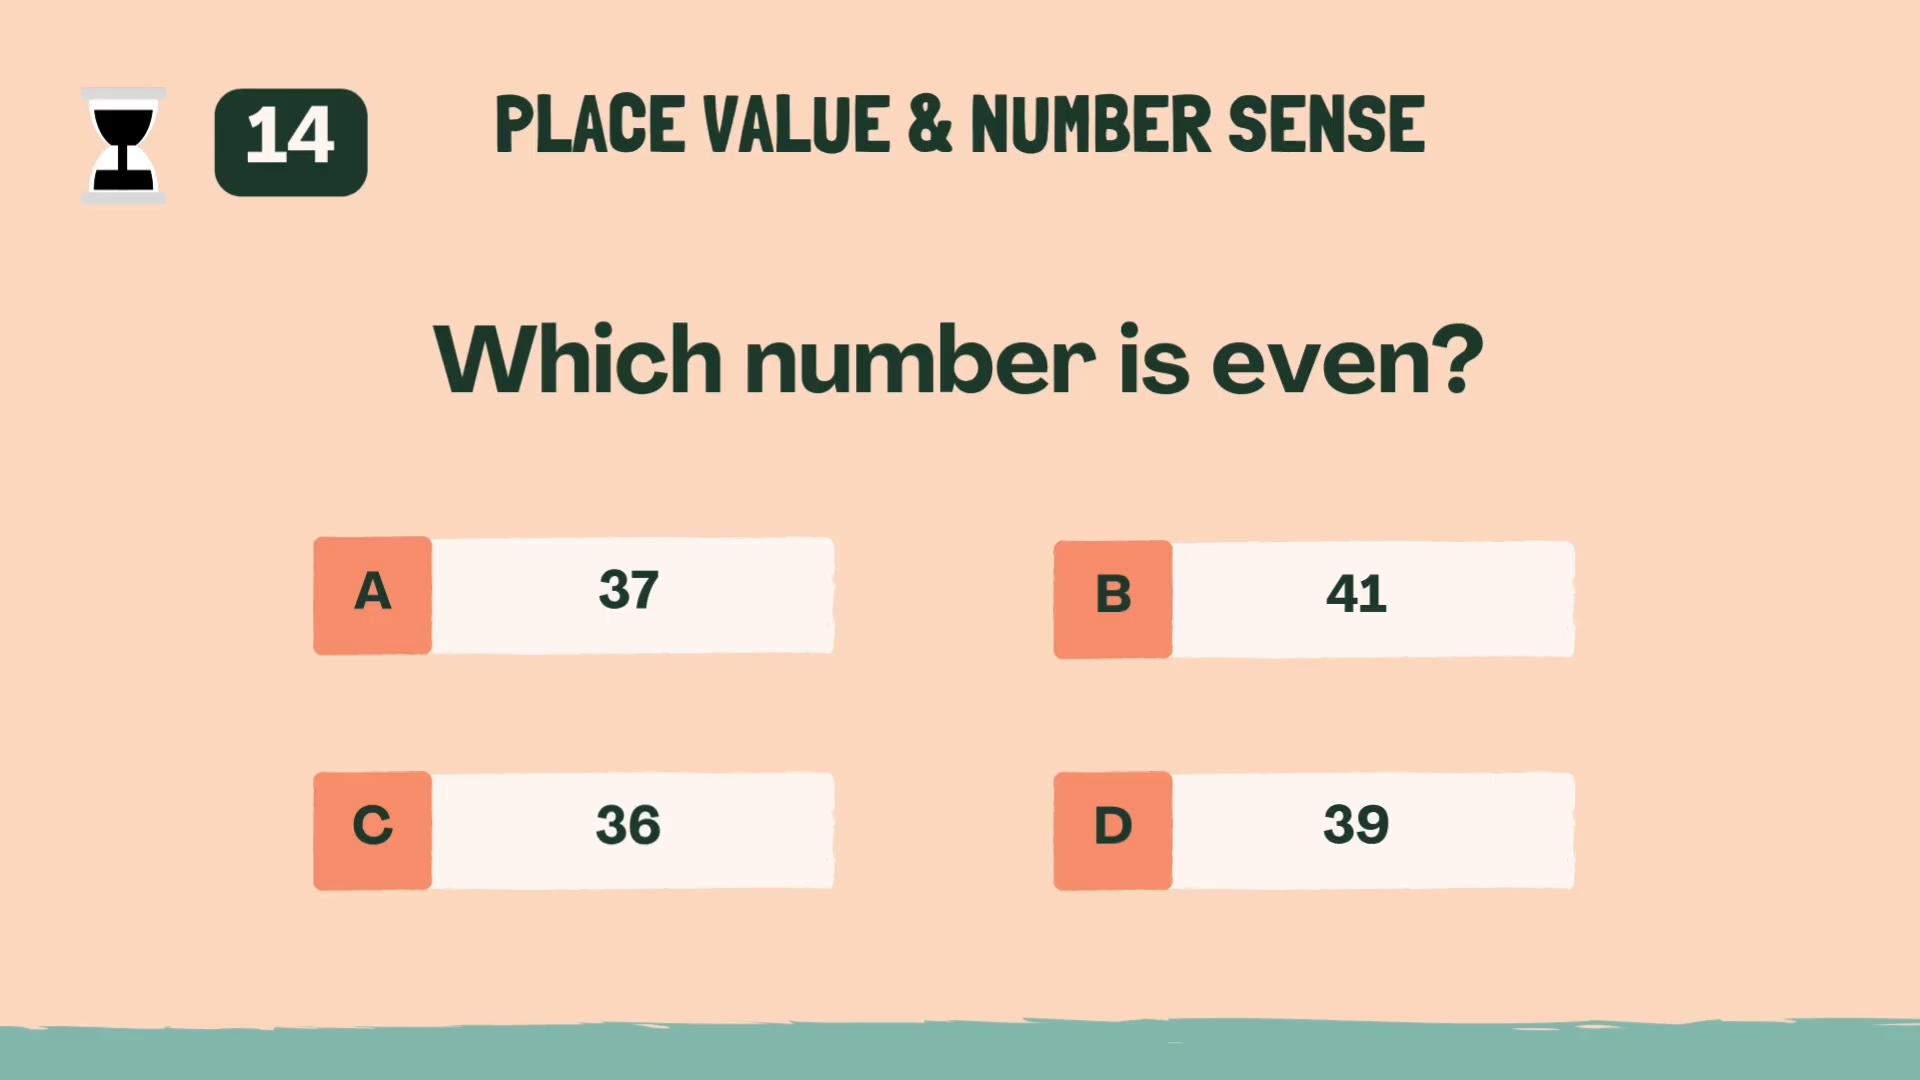 14
PLACE VALUE & NUMBER SENSE
Which number is even?
A 37
B 41
C 36
D 39